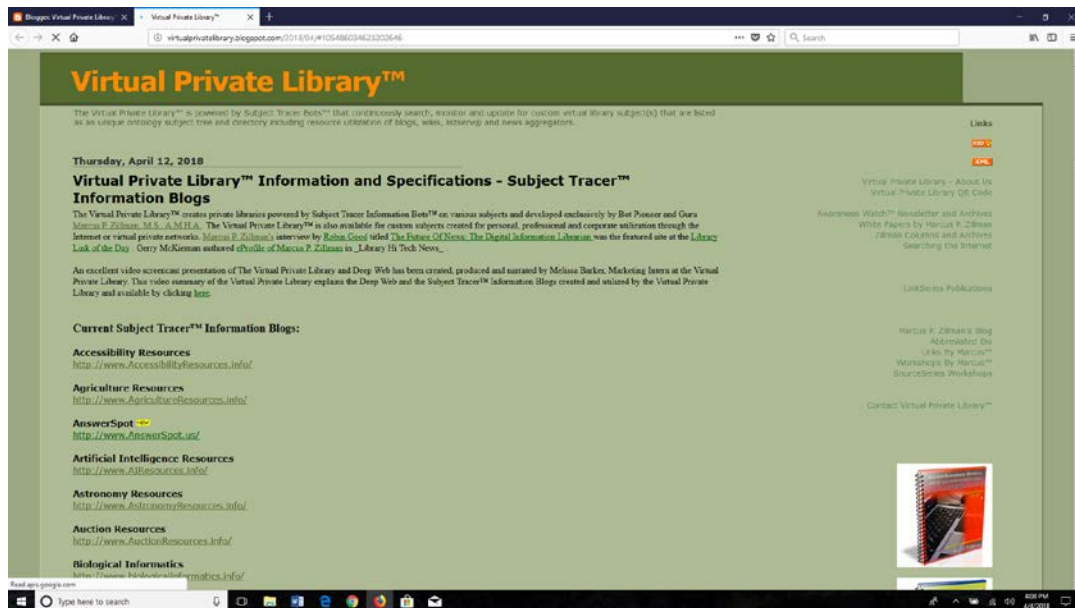 Blogger: Virtual Private Library
Virtual Private Library™
virtualprivatelibrary.blogspot.com/2018/04/#105486034623202646
Search
Virtual Private Library™
The Virtual Private Library™ is powered by Subject Tracer Bots™ that continuously search, monitor and update for custom virtual library subject(s) that are listed
as an unique ontology subject tree and directory including resource utilization of blogs, wikis, listservs and news aggregators.
Links
Thursday, April 12, 2018
XML
Virtual Private Library™ Information and Specifications - Subject Tracer™
Information Blogs
Virtual Private Library - About Us
Virtual Private Library QR Code
The Virtual Private Library™ creates private libraries powered by Subject Tracer Information Bots™ on various subjects and developed exclusively by Bot Pioneer and Guru
Marcus P. Zillman, M.S., A.M.H.A. The Virtual Private Library™ is also available for custom subjects created for personal, professional and corporate utilization through the
Internet or virtual private networks. Marcus P. Zillman's interview by Robin Good titled The Future Of News: The Digital Information Librarian was the featured site at the Library
Link of the Day. Gerry McKiernan authored eProfile of Marcus P. Zillman in _Library Hi Tech News_
Awareness Watch™ Newsletter and Archives
White Papers by Marcus P. Zillman
Zillman Columns and Archives
Searching the Internet
An excellent video screencast presentation of The Virtual Private Library and Deep Web has been created, produced and narrated by Melissa Barker, Marketing Intern at the Virtual
Private Library. This video summary of the Virtual Private Library explains the Deep Web and the Subject Tracer™ Information Blogs created and utilized by the Virtual Private
Library and available by clicking here.
LinkSeries Publications
Current Subject Tracer™ Information Blogs:
Marcus P. Zillman's Blog
Links By Marcus™
Workshops By Marcus™
SourceSeries Workshops
Accessibility Resources
http://www.AccessibilityResources.info/
Agriculture Resources
http://www.AgricultureResources.info/
Contact Virtual Private Library™
AnswerSpot
http://www.AnswerSpot.us/
Artificial Intelligence Resources
http://www.AIResources.info/
Astronomy Resources
http://www.AstronomyResources.info/
Auction Resources
http://www.AuctionResources.info/
Biological Informatics
http://www.biologicalinformatics.info/
Read apis.google.com
Type here to search
4:08 PM
4/4/2018